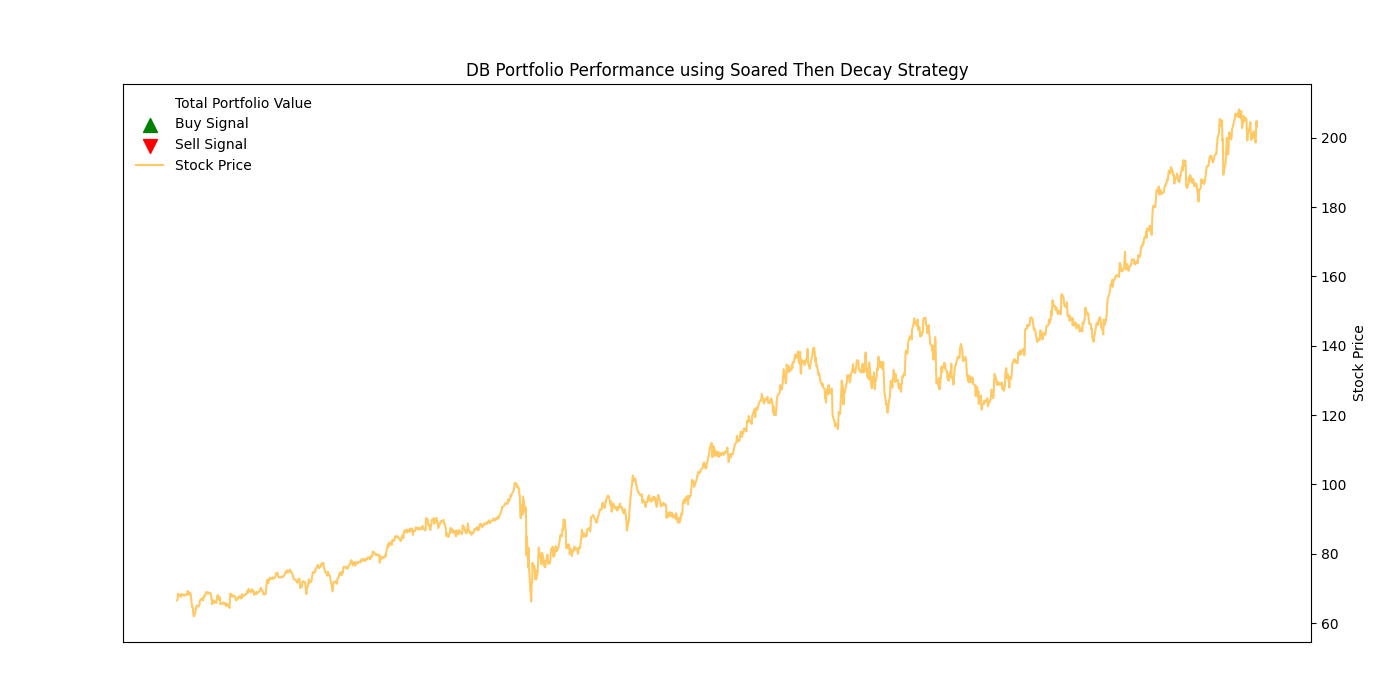 DB Portfolio Performance using Soared Then Decay Strategy
Total Portfolio Value
Buy Signal
Sell Signal
Stock Price
200
180
160
140
120
100
80
60
Stock Price